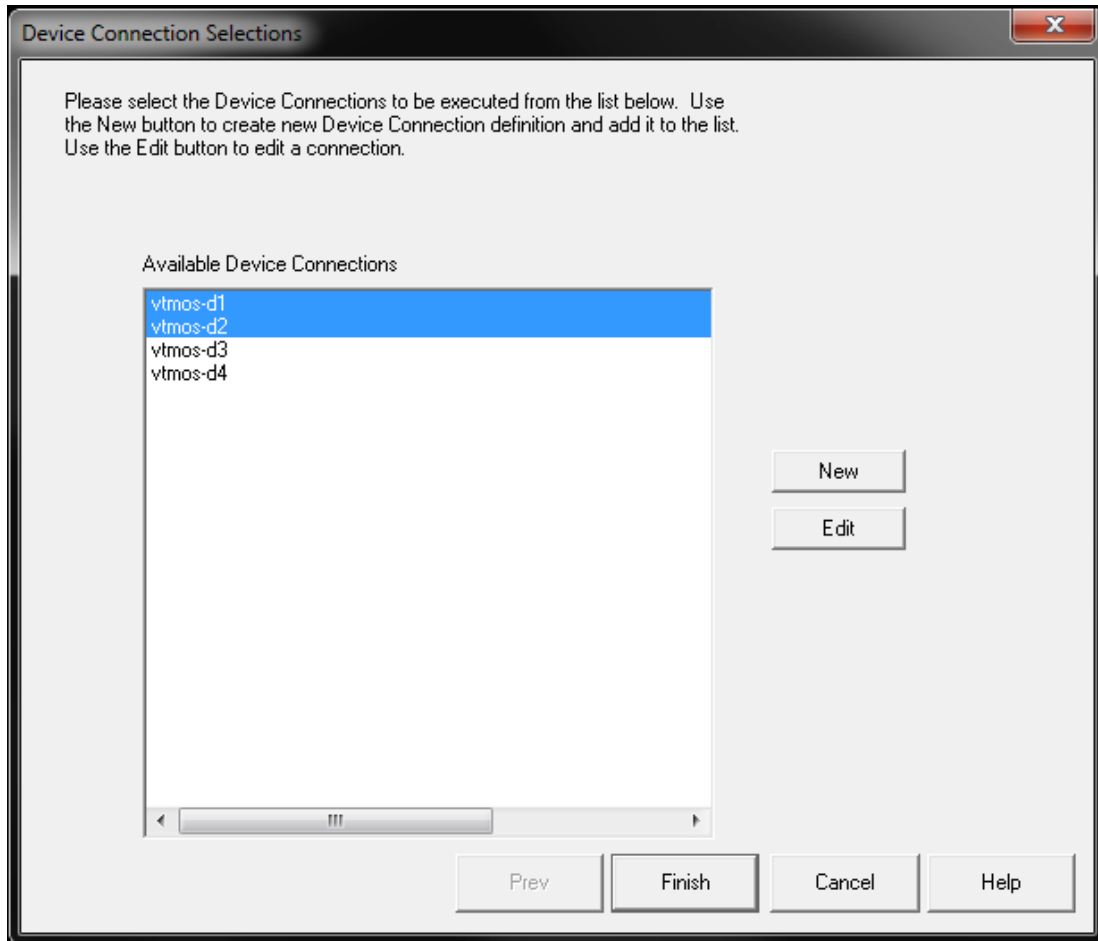 Device Connection Selections
Please select the Device Connections to be executed from the list below.  Use
the New button to create new Device Connection definition and add it to the list.
Use the Edit button to edit a connection.
Available Device Connections
vtmos-d1
vtmos-d2
vtmos-d3
vtmos-d4
New
Edit
Prev
Finish
Cancel
Help